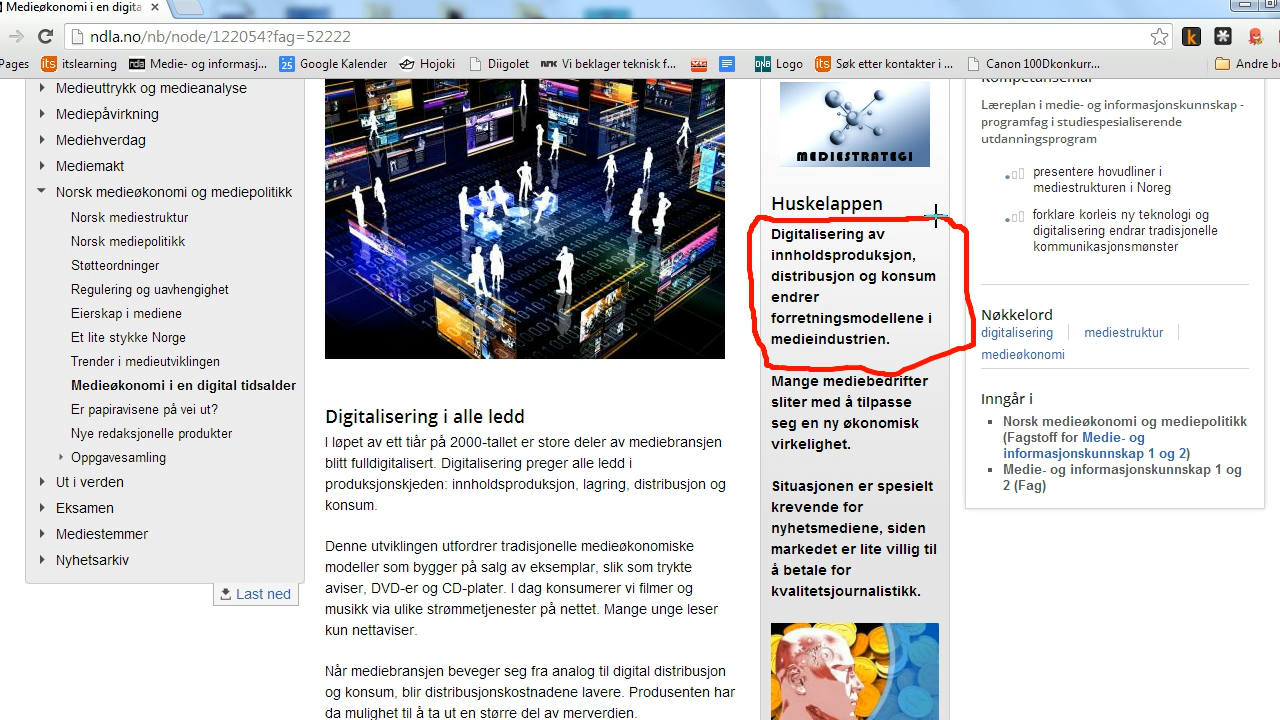 Medieøkonomi i en digita
ndla.no/nb/node/122054?fag=52222
Pages
itslearning
Medie- og informasj...
Google Kalender
Hojoki
Diigolet
Vi beklager teknisk f...
Logo
Søk etter kontakter i ...
Canon 100Dkonkurr...
Andre b
Medieuttrykk og medieanalyse
Mediepåvirkning
Mediehverdag
Mediemakt
Norsk medieøkonomi og mediepolitikk
Norsk mediestruktur
Norsk mediepolitikk
Støtteordninger
Regulering og uavhengighet
Eierskap i mediene
Et lite stykke Norge
Trender i medieutviklingen
Medieøkonomi i en digital tidsalder
Er papiravisene på vei ut?
Nye redaksjonelle produkter
Oppgavesamling
Ut i verden
Eksamen
Mediestemmer
Nyhetsarkiv
Last ned
Digitalisering i alle ledd
I løpet av ett tiår på 2000-tallet er store deler av mediebransjen
blitt fulldigitalisert. Digitalisering preger alle ledd i
produksjonskjeden: innholdsproduksjon, lagring, distribusjon og
konsum.
Denne utviklingen utfordrer tradisjonelle medieøkonomiske
modeller som bygger på salg av eksemplar, slik som trykte
aviser, DVD-er og CD-plater. I dag konsumerer vi filmer og
musikk via ulike strømmetjenester på nettet. Mange unge leser
kun nettaviser.
Når mediebransjen beveger seg fra analog til digital distribusjon
og konsum, blir distribusjonskostnadene lavere. Produsenten har
da mulighet til å ta ut en større del av merverdien.
MEDIESTRATEGI
Huskelappen
Digitalisering av
innholdsproduksjon,
distribusjon og konsum
endrer
forretningsmodellene i
medieindustrien.
Mange mediebedrifter
sliter med å tilpasse
seg en ny økonomisk
virkelighet.
Situasjonen er spesielt
krevende for
nyhetsmediene, siden
markedet er lite villig til
å betale for
kvalitetsjournalistikk.
Kompetansemål
Læreplan i medie- og informasjonskunnskap -
programfag i studiespesialiserende
utdanningsprogram
presentere hovudliner i
mediestrukturen i Noreg
forklare korleis ny teknologi og
digitalisering endrar tradisjonelle
kommunikasjonsmønster
Nøkkelord
digitalisering
mediestruktur
medieøkonomi
Inngår i
Norsk medieøkonomi og mediepolitikk
(Fagstoff for Medie- og
informasjonskunnskap 1 og 2)
Medie- og informasjonskunnskap 1 og
2 (Fag)